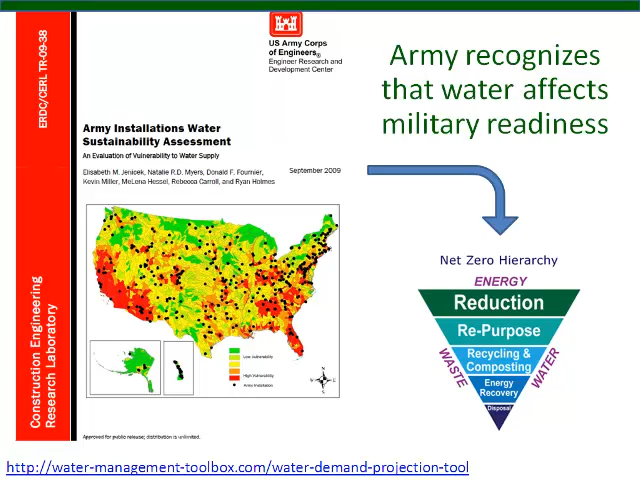 ERDC/CERL TR-09-38
Construction Engineering
Research Laboratory
US Army Corps
of Engineers®
Engineer Research and
Development Center
Army Installations Water
Sustainability Assessment
An Evaluation of Vulnerability to Water Supply
Elisabeth M. Jenicek, Natalie R.D. Myers, Donald F. Fournier,
Kevin Miller, MeLena Hessel, Rebecca Carroll, and Ryan Holmes
September 2009
Low Vulnerability
High Vulnerability
Army Installation
Approved for public release; distribution is unlimited.
Army recognizes
that water affects
military readiness
Net Zero Hierarchy
ENERGY
Reduction
Re-Purpose
Recycling &
Composting
Energy
Recovery
Disposal
WASTE
WATER
http://water-management-toolbox.com/water-demand-projection-tool